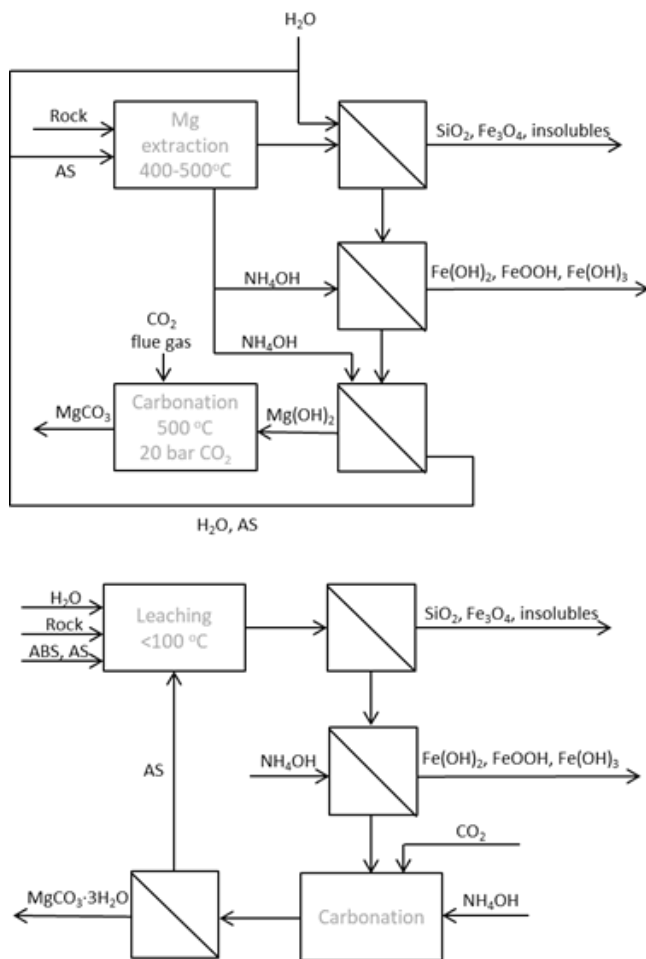 H₂O
Rock
AS
Mg
extraction
400-500°C
SiO₂, Fe₃O₄, insolubles
NH₄OH
Fe(OH)₂, FeOOH, Fe(OH)₃
CO₂
flue gas
NH₄OH
MgCO₃
Carbonation
500 °C
20 bar CO₂
Mg(OH)₂
H₂O, AS
H₂O
Rock
ABS, AS
Leaching
<100 °C
SiO₂, Fe₃O₄, insolubles
AS
NH₄OH
Fe(OH)₂, FeOOH, Fe(OH)₃
CO₂
MgCO₃·3H₂O
Carbonation
NH₄OH